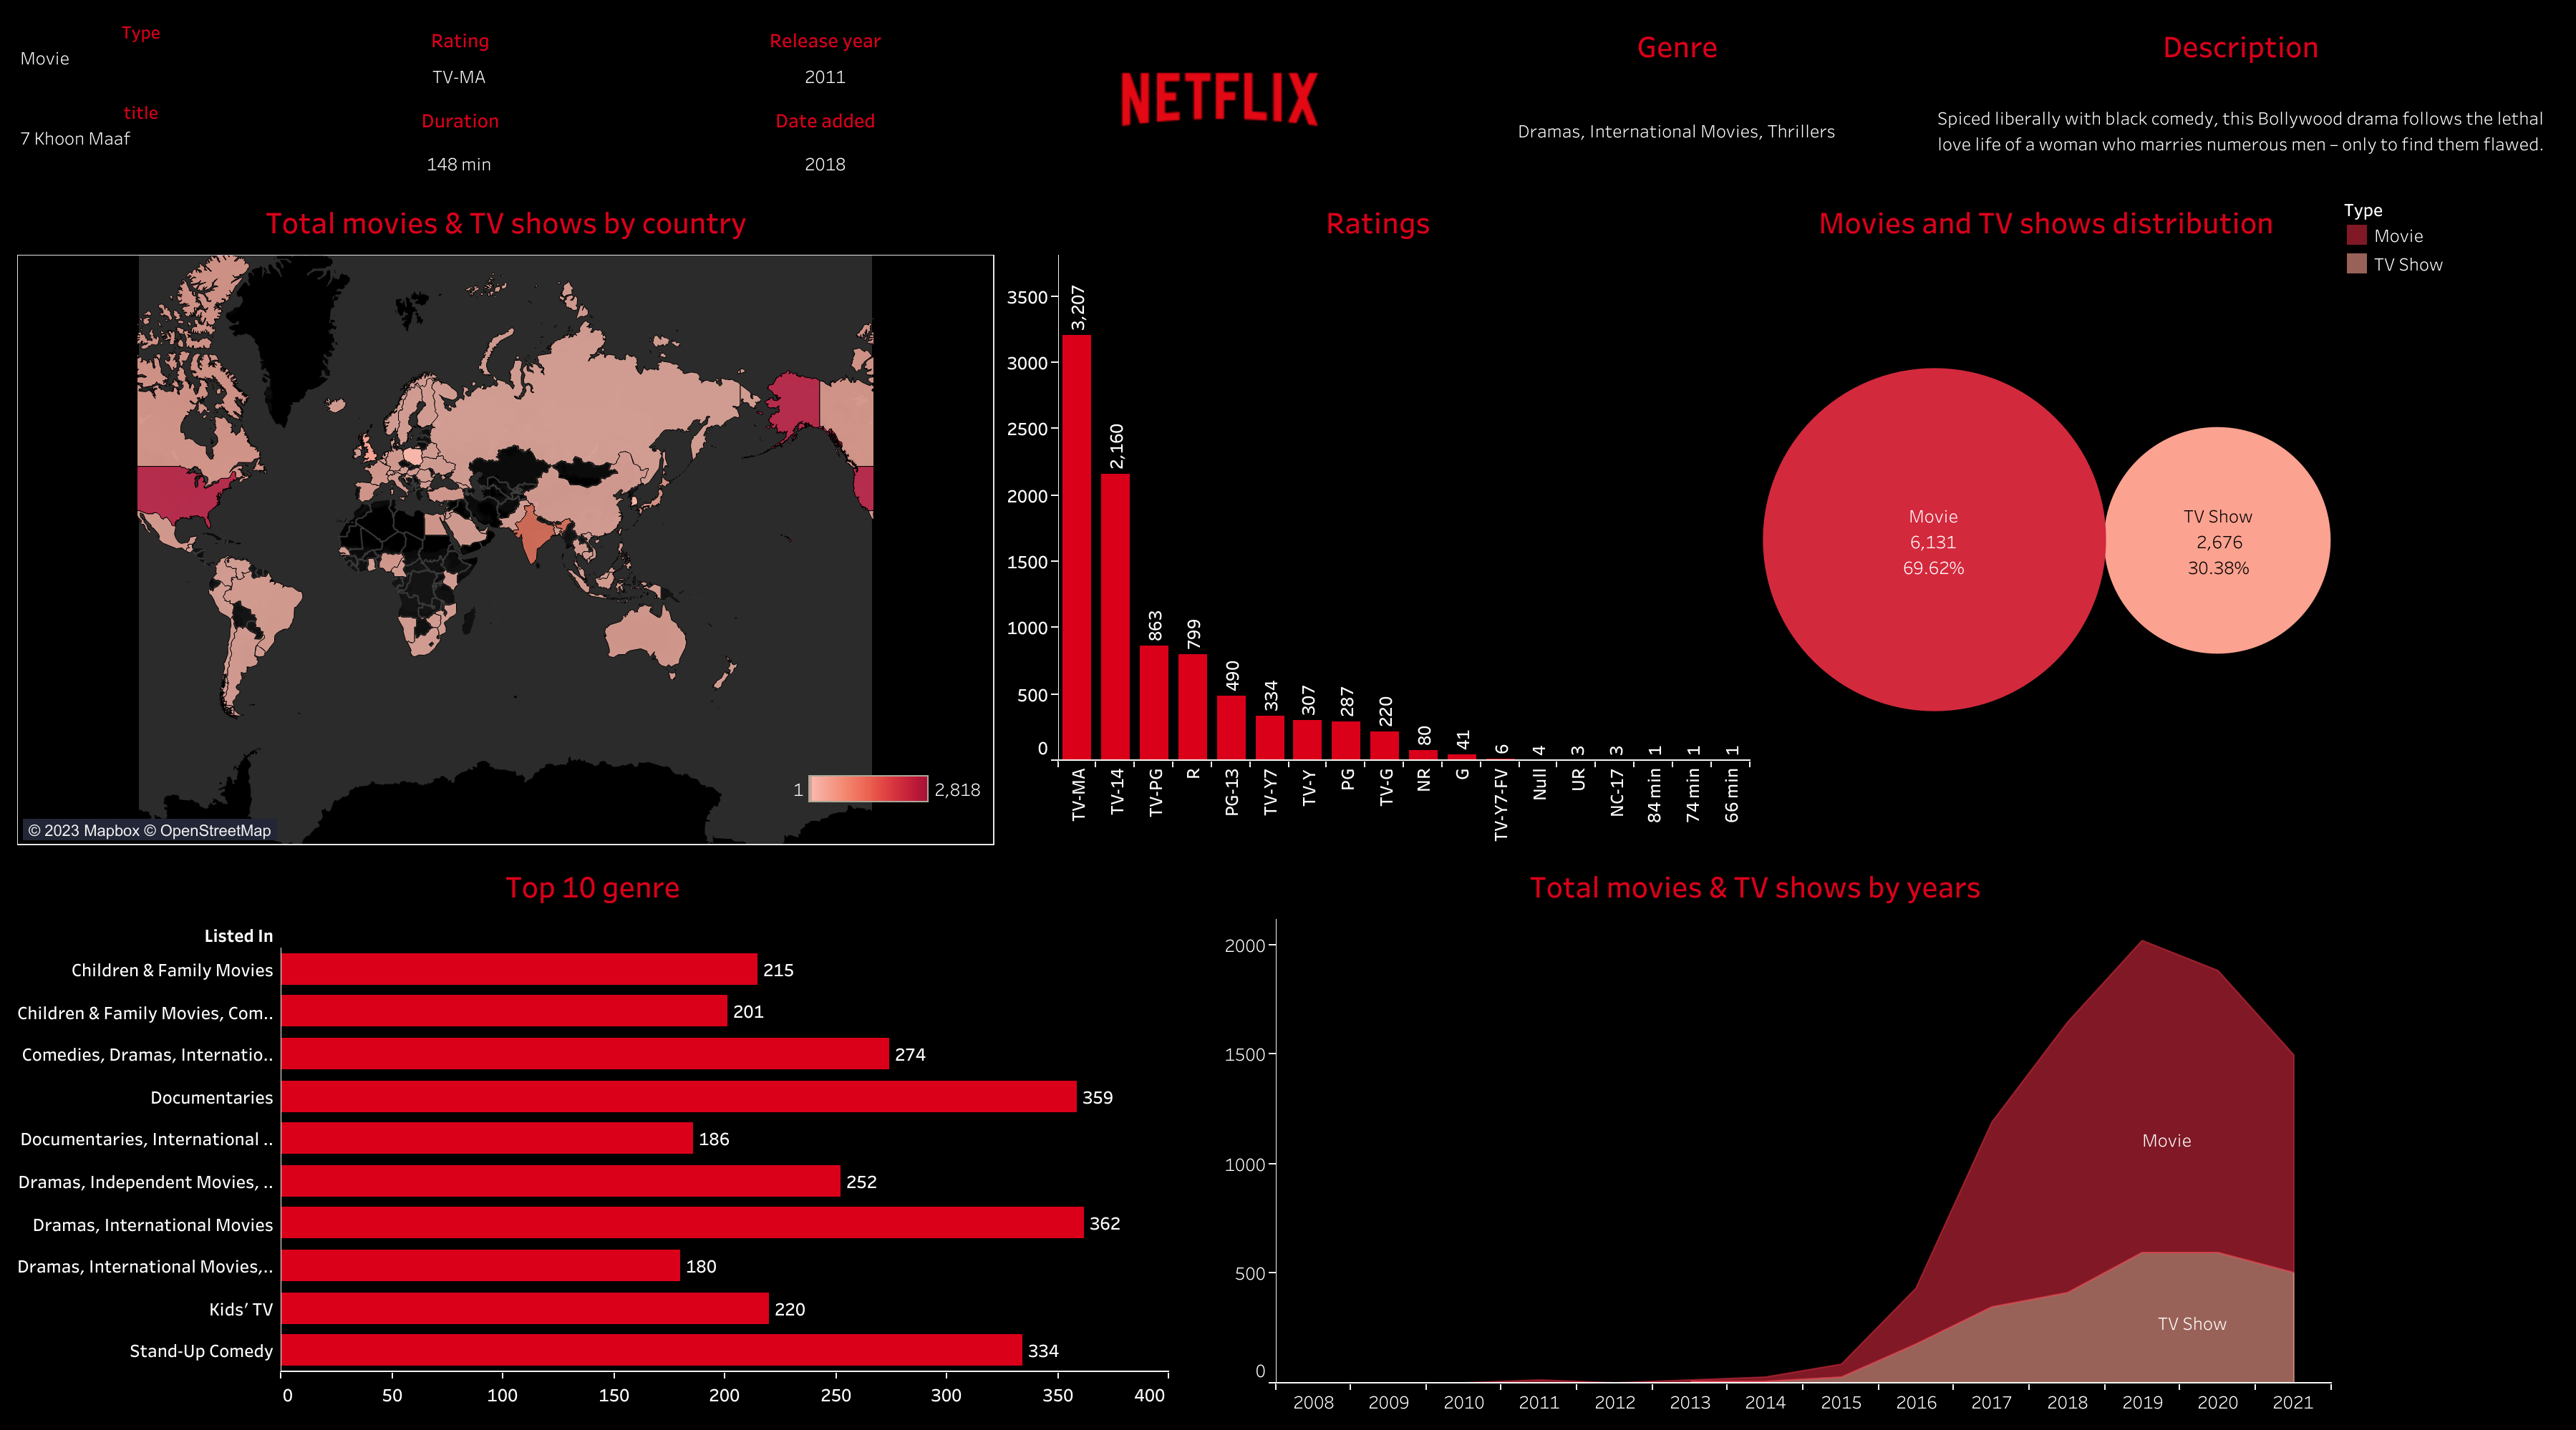 Type
Movie
title
7 Khoon Maaf
Rating
TV-MA
Duration
148 min
Release year
2011
Date added
2018
NETFLIX
Genre
Dramas, International Movies, Thrillers
Description
Spiced liberally with black comedy, this Bollywood drama follows the lethal
love life of a woman who marries numerous men – only to find them flawed.
Total movies & TV shows by country
1
2,818
© 2023 Mapbox © OpenStreetMap
Ratings
3500
3000
2500
2000
1500
1000
500
0
3,207
2,160
863
799
490
334
307
287
220
80
41
6
4
3
3
1
1
1
TV-MA
TV-14
TV-PG
R
PG-13
TV-Y7
TV-Y
PG
TV-G
NR
G
TV-Y7-FV
Null
UR
NC-17
84 min
74 min
66 min
Movies and TV shows distribution
Type
Movie
TV Show
Movie
6,131
69.62%
TV Show
2,676
30.38%
Top 10 genre
Listed In
Children & Family Movies 215
Children & Family Movies, Com.. 201
Comedies, Dramas, Internatio.. 274
Documentaries 359
Documentaries, International .. 186
Dramas, Independent Movies, .. 252
Dramas, International Movies 362
Dramas, International Movies,.. 180
Kids’ TV 220
Stand-Up Comedy 334
0 50 100 150 200 250 300 350 400
Total movies & TV shows by years
2000
1500
1000
500
0
Movie
TV Show
2008 2009 2010 2011 2012 2013 2014 2015 2016 2017 2018 2019 2020 2021